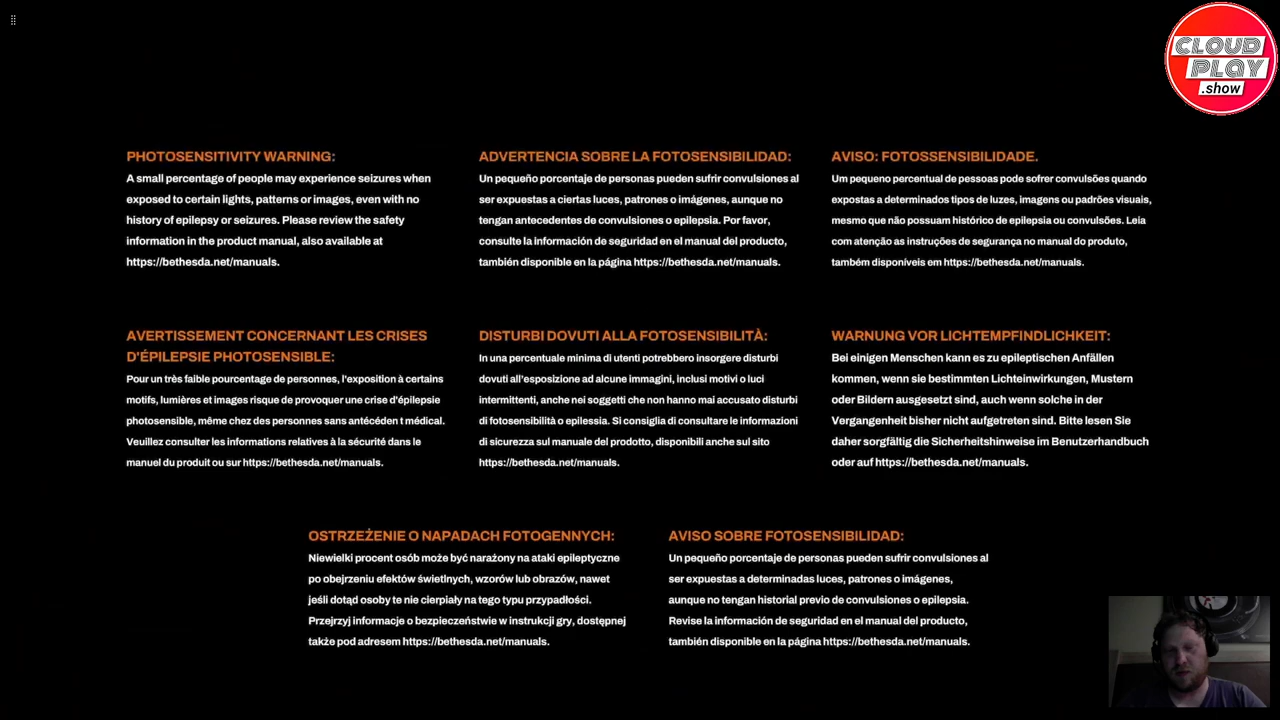 CLOUD
PLAY
.show
PHOTOSENSITIVITY WARNING:
A small percentage of people may experience seizures when
exposed to certain lights, patterns or images, even with no
history of epilepsy or seizures. Please review the safety
information in the product manual, also available at
https://bethesda.net/manuals.
ADVERTENCIA SOBRE LA FOTOSENSIBILIDAD:
Un pequeño porcentaje de personas pueden sufrir convulsiones al
ser expuestas a ciertas luces, patrones o imágenes, aunque no
tengan antecedentes de convulsiones o epilepsia. Por favor,
consulte la información de seguridad en el manual del producto,
también disponible en la página https://bethesda.net/manuals.
AVISO: FOTOSSENSIBILIDADE.
Um pequeno percentual de pessoas pode sofrer convulsões quando
expostas a determinados tipos de luzes, imagens ou padrões visuais,
mesmo que não possuam histórico de epilepsia ou convulsões. Leia
com atenção as instruções de segurança no manual do produto,
também disponíveis em https://bethesda.net/manuals.
AVERTISSEMENT CONCERNANT LES CRISES
D'ÉPILEPSIE PHOTOSENSIBLE:
Pour un très faible pourcentage de personnes, l'exposition à certains
motifs, lumières et images risque de provoquer une crise d'épilepsie
photosensible, même chez des personnes sans antécéden t médical.
Veuillez consulter les informations relatives à la sécurité dans le
manuel du produit ou sur https://bethesda.net/manuals.
DISTURBI DOVUTI ALLA FOTOSENSIBILITÀ:
In una percentuale minima di utenti potrebbero insorgere disturbi
dovuti all'esposizione ad alcune immagini, inclusi motivi o luci
intermittenti, anche nei soggetti che non hanno mai accusato disturbi
di fotosensibilità o epilessia. Si consiglia di consultare le informazioni
di sicurezza sul manuale del prodotto, disponibili anche sul sito
https://bethesda.net/manuals.
WARNUNG VOR LICHTEMPFINDLICHKEIT:
Bei einigen Menschen kann es zu epileptischen Anfällen
kommen, wenn sie bestimmten Lichteinwirkungen, Mustern
oder Bildern ausgesetzt sind, auch wenn solche in der
Vergangenheit bisher nicht aufgetreten sind. Bitte lesen Sie
daher sorgfältig die Sicherheitshinweise im Benutzerhandbuch
oder auf https://bethesda.net/manuals.
OSTRZEŻENIE O NAPADACH FOTOGENNYCH:
Niewielki procent osób może być narażony na ataki epileptyczne
po obejrzeniu efektów świetlnych, wzorów lub obrazów, nawet
jeśli dotąd osoby te nie cierpiały na tego typu przypadłości.
Przejrzyj informacje o bezpieczeństwie w instrukcji gry, dostępnej
także pod adresem https://bethesda.net/manuals.
AVISO SOBRE FOTOSENSIBILIDAD:
Un pequeño porcentaje de personas pueden sufrir convulsiones al
ser expuestas a determinadas luces, patrones o imágenes,
aunque no tengan historial previo de convulsiones o epilepsia.
Revise la información de seguridad en el manual del producto,
también disponible en la página https://bethesda.net/manuals.